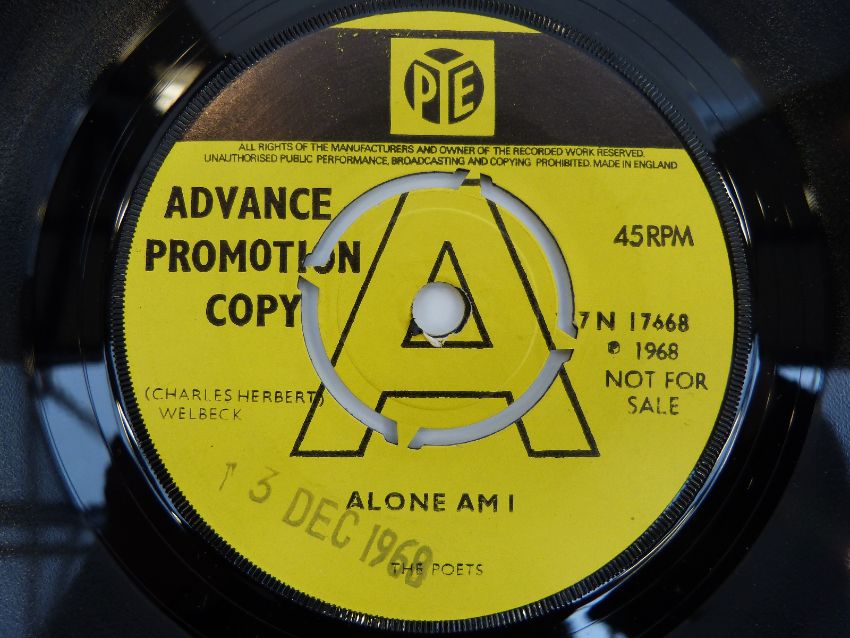 PYE
ALL RIGHTS OF THE MANUFACTURERS AND OWNER OF THE RECORDED WORK RESERVED.
UNAUTHORISED PUBLIC PERFORMANCE, BROADCASTING AND COPYING PROHIBITED. MADE IN ENGLAND
ADVANCE
PROMOTION
COPY
A
45 RPM
7N 17668
℗ 1968
NOT FOR
SALE
(CHARLES HERBERT)
WELBECK
↑ 3 DEC 1968
ALONE AM I
THE POETS